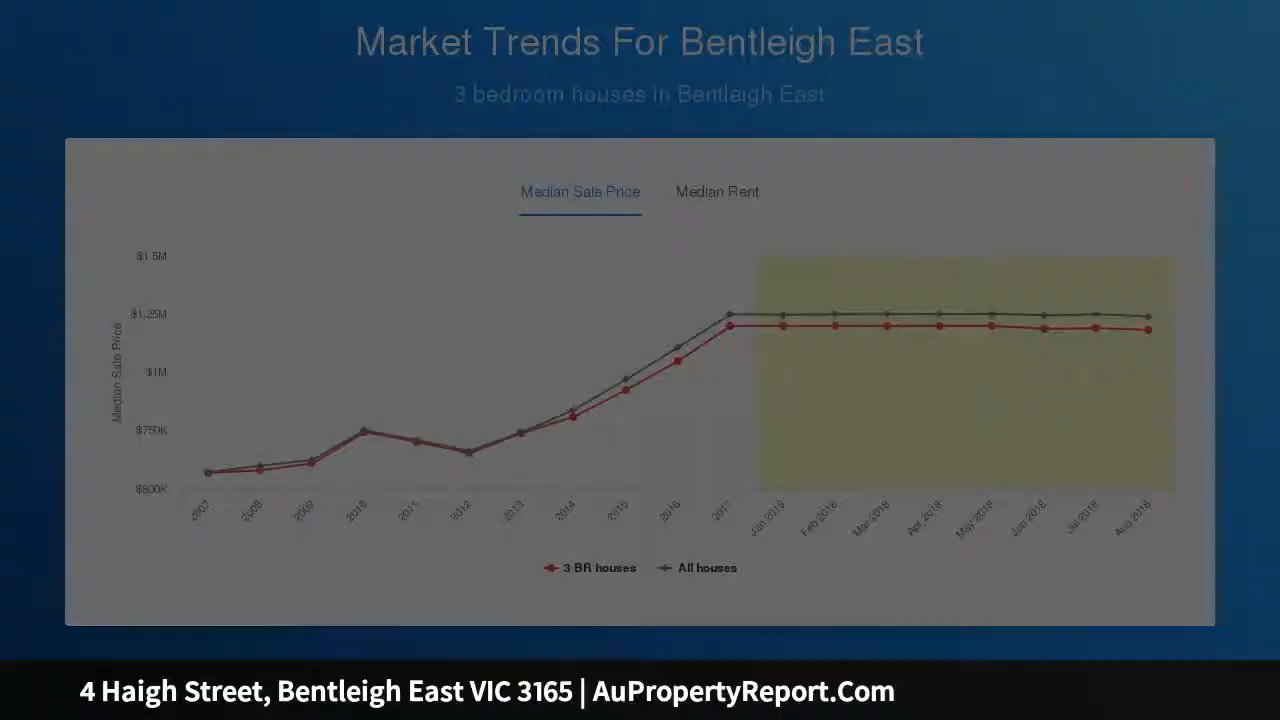 Market Trends For Bentleigh East
3 bedroom houses in Bentleigh East
Median Sale Price Median Rent
$1.5M
$1.25M
$1M
$750K
$500K
Median Sale Price
2007 2008 2009 2010 2011 2012 2013 2014 2015 2016 2017 Jan 2018 Feb 2018 Mar 2018 Apr 2018 May 2018 Jun 2018 Jul 2018 Aug 2018
3 BR houses All houses
4 Haigh Street, Bentleigh East VIC 3165 | AuPropertyReport.Com